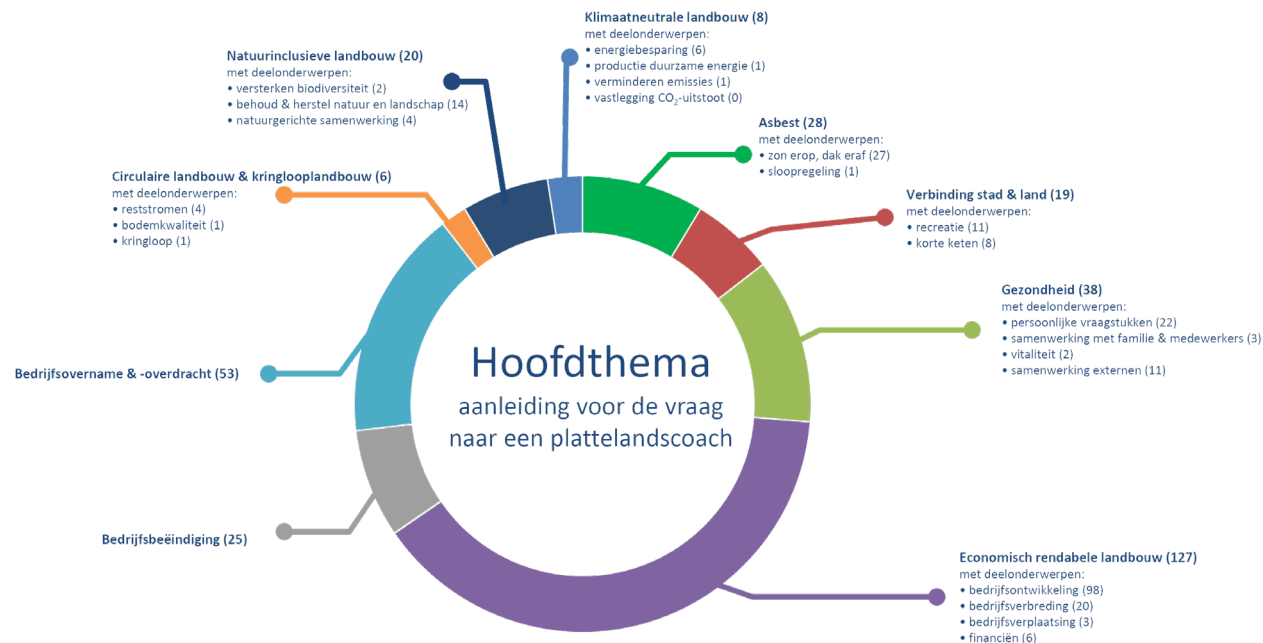 Klimaatneutrale landbouw (8)
met deelonderwerpen:
• energiebesparing (6)
• productie duurzame energie (1)
• verminderen emissies (1)
• vastlegging CO₂-uitstoot (0)
Natuurinclusieve landbouw (20)
met deelonderwerpen:
• versterken biodiversiteit (2)
• behoud & herstel natuur en landschap (14)
• natuurgerichte samenwerking (4)
Asbest (28)
met deelonderwerpen:
• zon erop, dak eraf (27)
• sloopregeling (1)
Circulaire landbouw & kringlooplandbouw (6)
met deelonderwerpen:
• reststromen (4)
• bodemkwaliteit (1)
• kringloop (1)
Verbinding stad & land (19)
met deelonderwerpen:
• recreatie (11)
• korte keten (8)
Gezondheid (38)
met deelonderwerpen:
• persoonlijke vraagstukken (22)
• samenwerking met familie & medewerkers (3)
• vitaliteit (2)
• samenwerking externen (11)
Hoofdthema
aanleiding voor de vraag
naar een plattelandscoach
Bedrijfsovername & -overdracht (53)
Bedrijfsbeëindiging (25)
Economisch rendabele landbouw (127)
met deelonderwerpen:
• bedrijfsontwikkeling (98)
• bedrijfsverbreding (20)
• bedrijfsverplaatsing (3)
• financiën (6)